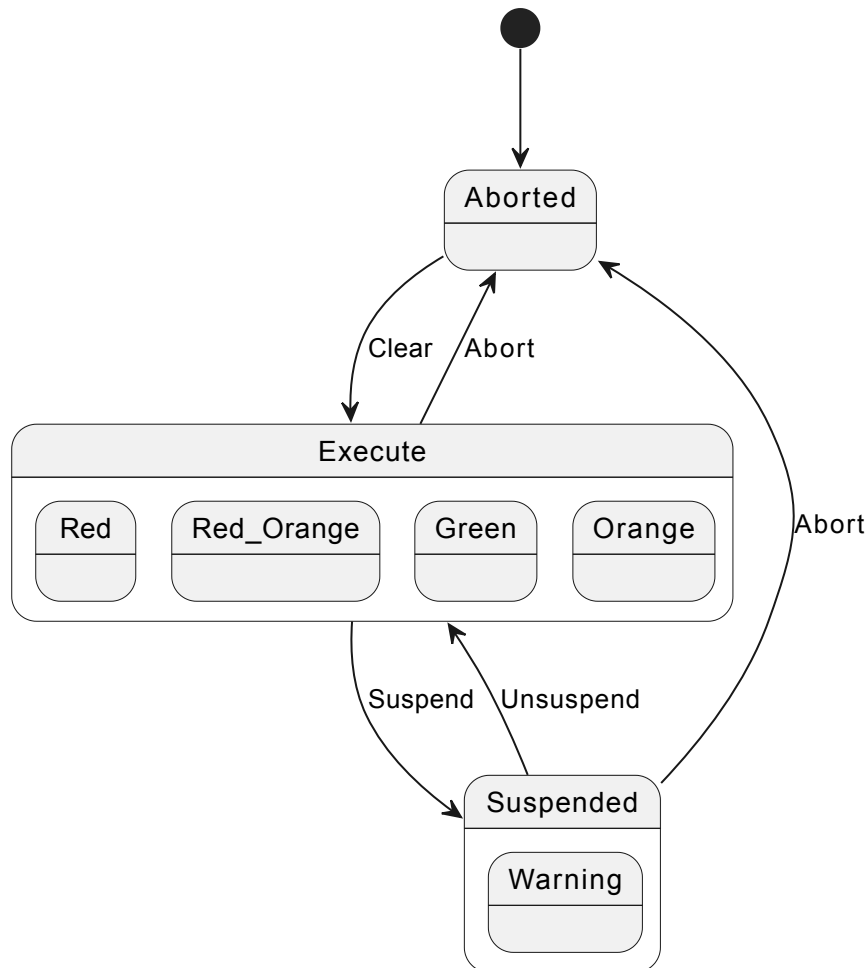 Aborted
Clear
Abort
Execute
Red
Red_Orange
Green
Orange
Abort
Suspend
Unsuspend
Suspended
Warning